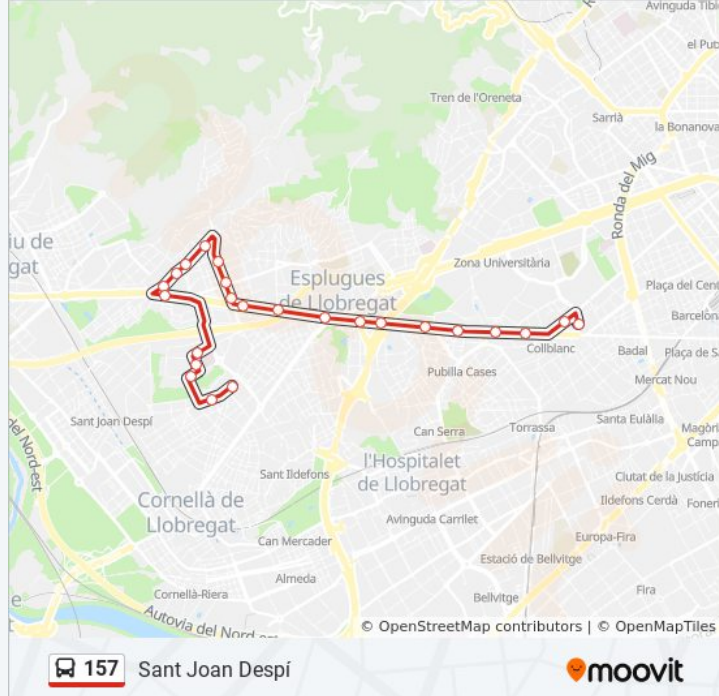 Avinguda Tibi
el Put
Tren de l'Oreneta
Sarrià
la Bonanova
Ronda del Mig
iu de
gat
Zona Universitària
Esplugues
de Llobregat
Plaça del Cent
Barcelona
Collblanc
Badal
Plaça de Sa
Pubilla Cases
Mercat Nou
Sant Joan Despí
Can Serra
Torrassa
Santa Eulàlia
Magòri
Camp
del Nord-est
Sant Ildefons
l'Hospitalet
de Llobregat
Ciutat de la Justícia
Cornellà de
Llobregat
Ildefons Cerdà
Foneri
Avinguda Carrilet
Can Mercader
Europa-Fira
Estació de Bellvitge
Almeda
Fira
Cornellà-Riera
Bellvitge
Autovia del Nord-est
© OpenStreetMap contributors | © OpenMapTiles
157
Sant Joan Despí
moovit